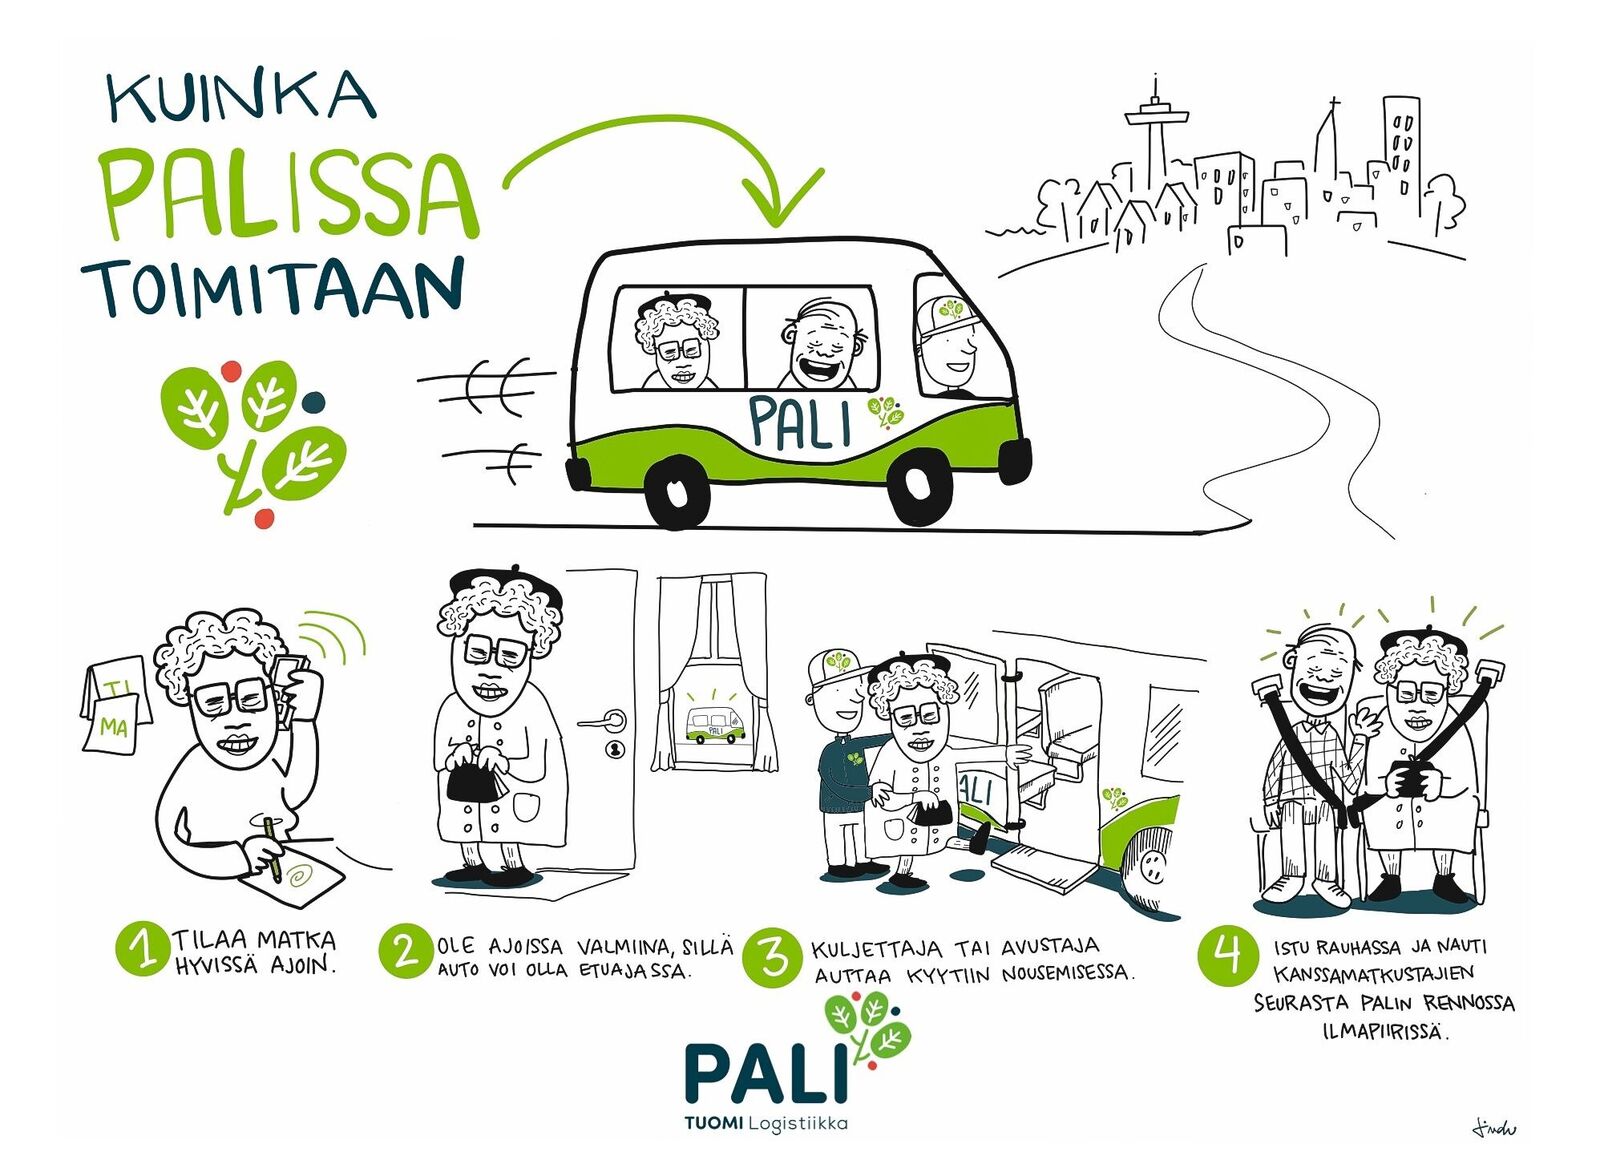 KUINKA
PALISSA
TOIMITAAN
PALI
TI
MA
PALI
ALI
1 TILAA MATKA
HYVISSÄ AJOIN.
2 OLE AJOISSA VALMIINA, SILLÄ
AUTO VOI OLLA ETUAJASSA.
3 KULJETTAJA TAI AVUSTAJA
AUTTAA KYYTIIN NOUSEMISESSA.
4 ISTU RAUHASSA JA NAUTI
KANSSAMATKUSTAJIEN
SEURASTA PALIN RENNOSSA
ILMAPIIRISSÄ.
PALI
TUOMI Logistiikka